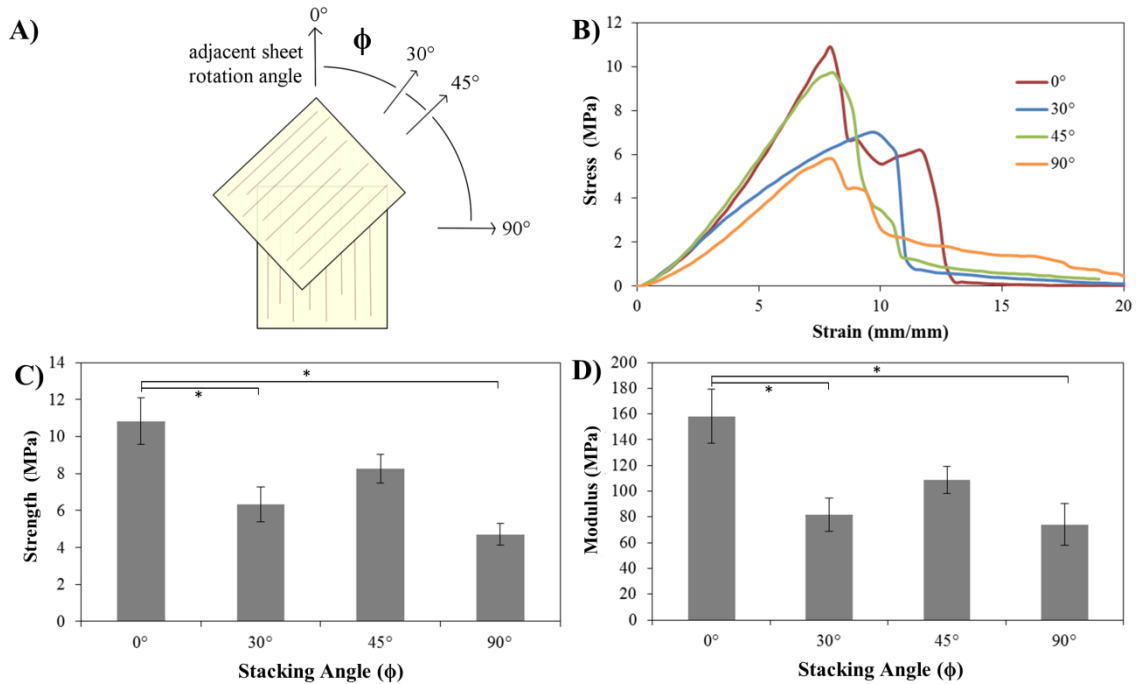 A)
0°
adjacent sheet
rotation angle
ϕ
30°
45°
90°
B)
12
10
8
6
4
2
0
Stress (MPa)
0 5 10 15 20
Strain (mm/mm)
0°
30°
45°
90°
C)
14
12
10
8
6
4
2
0
Strength (MPa)
*
*
0° 30° 45° 90°
Stacking Angle (ϕ)
D)
200
180
160
140
120
100
80
60
40
20
0
Modulus (MPa)
*
*
0° 30° 45° 90°
Stacking Angle (ϕ)